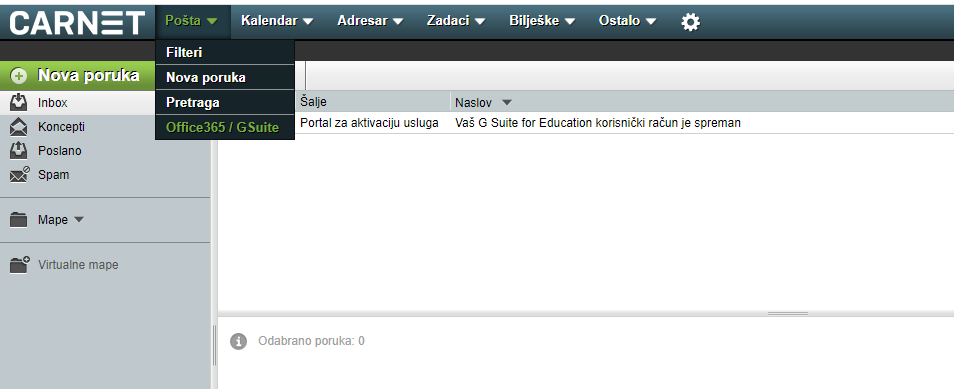 CARNET Pošta Kalendar Adresar Zadaci Bilješke Ostalo
Filteri
Nova poruka
Pretraga
Office365 / GSuite
Nova poruka
Inbox
Koncepti
Poslano
Spam
Mape
Virtualne mape
Šalje Naslov
Portal za aktivaciju usluga Vaš G Suite for Education korisnički račun je spreman
Odabrano poruka: 0